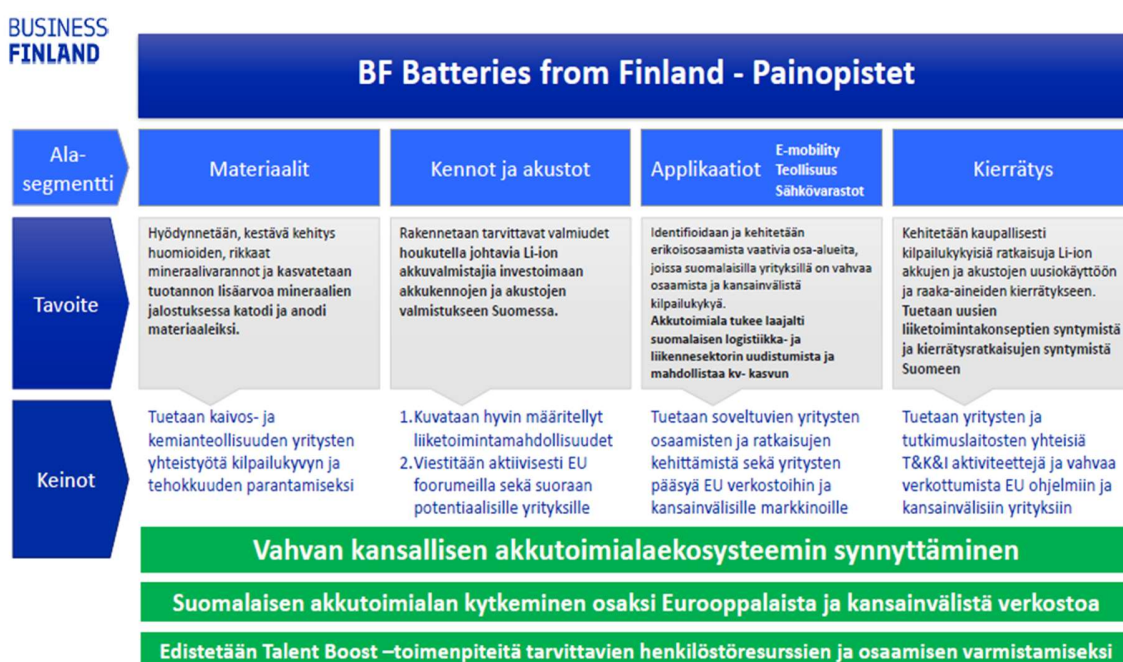 BUSINESS
FINLAND
BF Batteries from Finland - Painopistet
Ala-
segmentti
Materiaalit
Kennot ja akustot
Applikaatiot
E-mobility
Teollisuus
Sähkövarastot
Kierrätys
Tavoite
Hyödynnetään, kestävä kehitys
huomioiden, rikkaat
mineraalivarannot ja kasvatetaan
tuotannon lisäarvoa mineraalien
jalostuksessa katodi ja anodi
materiaaleiksi.
Rakennetaan tarvittavat valmiudet
houkutella johtavia Li-ion
akkuvalmistajia investoimaan
akkukennojen ja akustojen
valmistukseen Suomessa.
Identifioidaan ja kehitetään
erikoisosaamista vaativia osa-alueita,
joissa suomalaisilla yrityksillä on vahvaa
osaamista ja kansainvälistä
kilpailukykyä.
Akkutoimiala tukee laajalti
suomalaisen logistiikka- ja
liikennesektorin uudistumista ja
mahdollistaa kv- kasvun
Kehitetään kaupallisesti
kilpailukykyisiä ratkaisuja Li-ion
akkujen ja akustojen uusiokäyttöön
ja raaka-aineiden kierrätykseen.
Tuetaan uusien
liiketoimintakonseptien syntymistä
ja kierrätysratkaisujen syntymistä
Suomeen
Keinot
Tuetaan kaivos- ja
kemianteollisuuden yritysten
yhteistyötä kilpailukyvyn ja
tehokkuuden parantamiseksi
1.Kuvataan hyvin määritellyt
liiketoimintamahdollisuudet
2.Viestitään aktiivisesti EU
foorumeilla sekä suoraan
potentiaalisille yrityksille
Tuetaan soveltuvien yritysten
osaamisten ja ratkaisujen
kehittämistä sekä yritysten
pääsyä EU verkostoihin ja
kansainvälisille markkinoille
Tuetaan yritysten ja
tutkimuslaitosten yhteisiä
T&K&I aktiviteettejä ja vahvaa
verkottumista EU ohjelmiin ja
kansainvälisiin yrityksiin
Vahvan kansallisen akkutoimialaekosysteemin synnyttäminen
Suomalaisen akkutoimialan kytkeminen osaksi Eurooppalaista ja kansainvälistä verkostoa
Edistetään Talent Boost –toimenpiteitä tarvittavien henkilöstöresurssien ja osaamisen varmistamiseksi